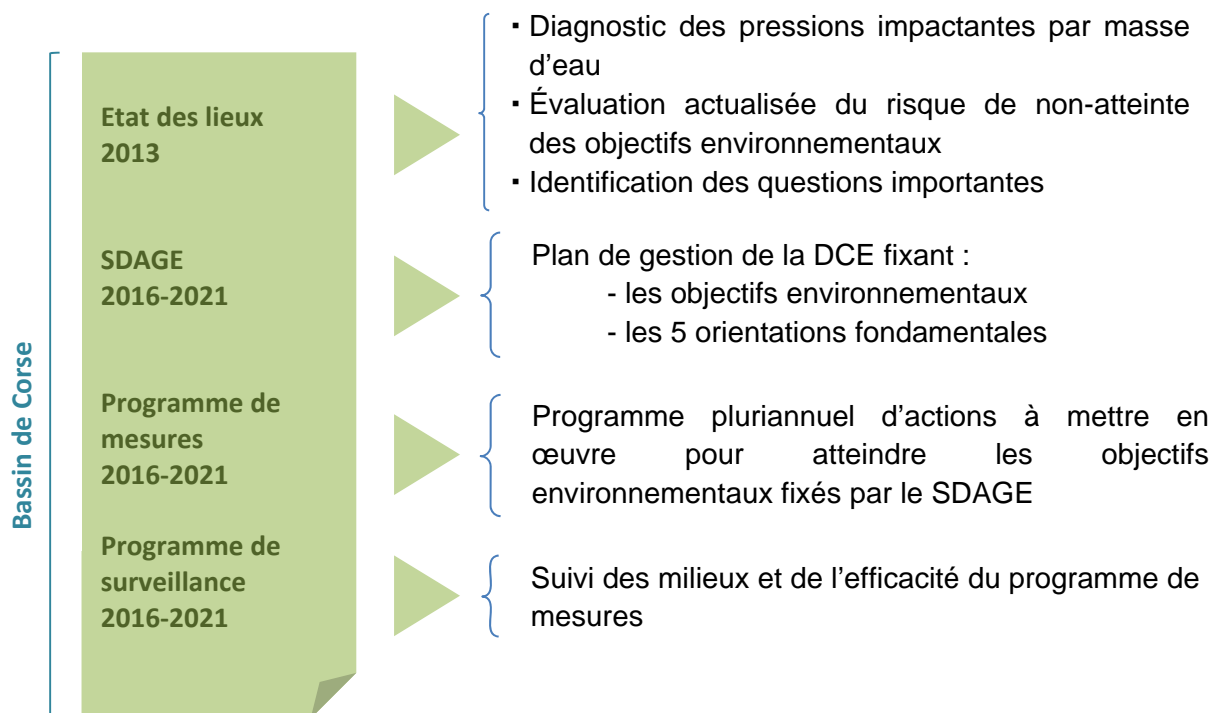 Bassin de Corse
Etat des lieux
2013
▪ Diagnostic des pressions impactantes par masse
d’eau
▪ Évaluation actualisée du risque de non-atteinte
des objectifs environnementaux
▪ Identification des questions importantes
SDAGE
2016-2021
Plan de gestion de la DCE fixant :
- les objectifs environnementaux
- les 5 orientations fondamentales
Programme de
mesures
2016-2021
Programme pluriannuel d’actions à mettre en
œuvre pour atteindre les objectifs
environnementaux fixés par le SDAGE
Programme de
surveillance
2016-2021
Suivi des milieux et de l’efficacité du programme de
mesures